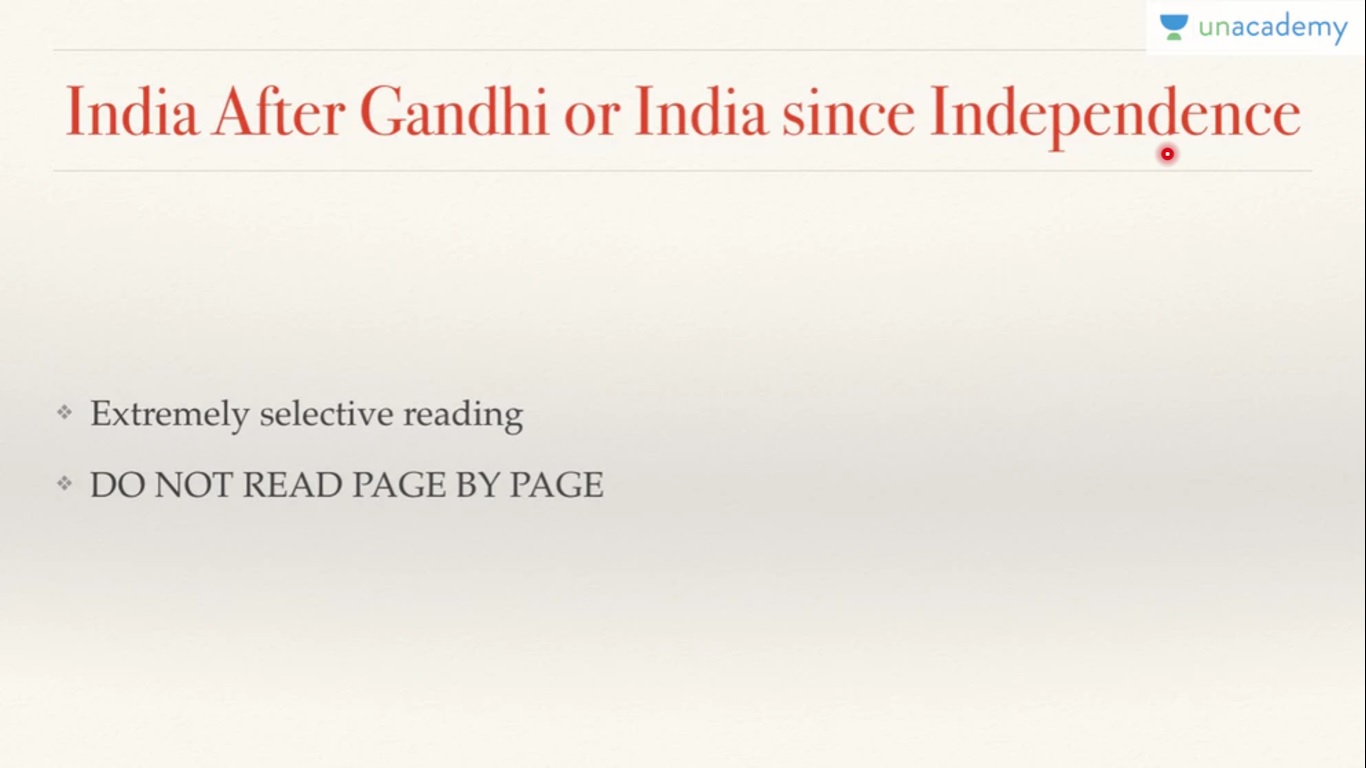 unacademy
India After Gandhi or India since Independence
Extremely selective reading
DO NOT READ PAGE BY PAGE